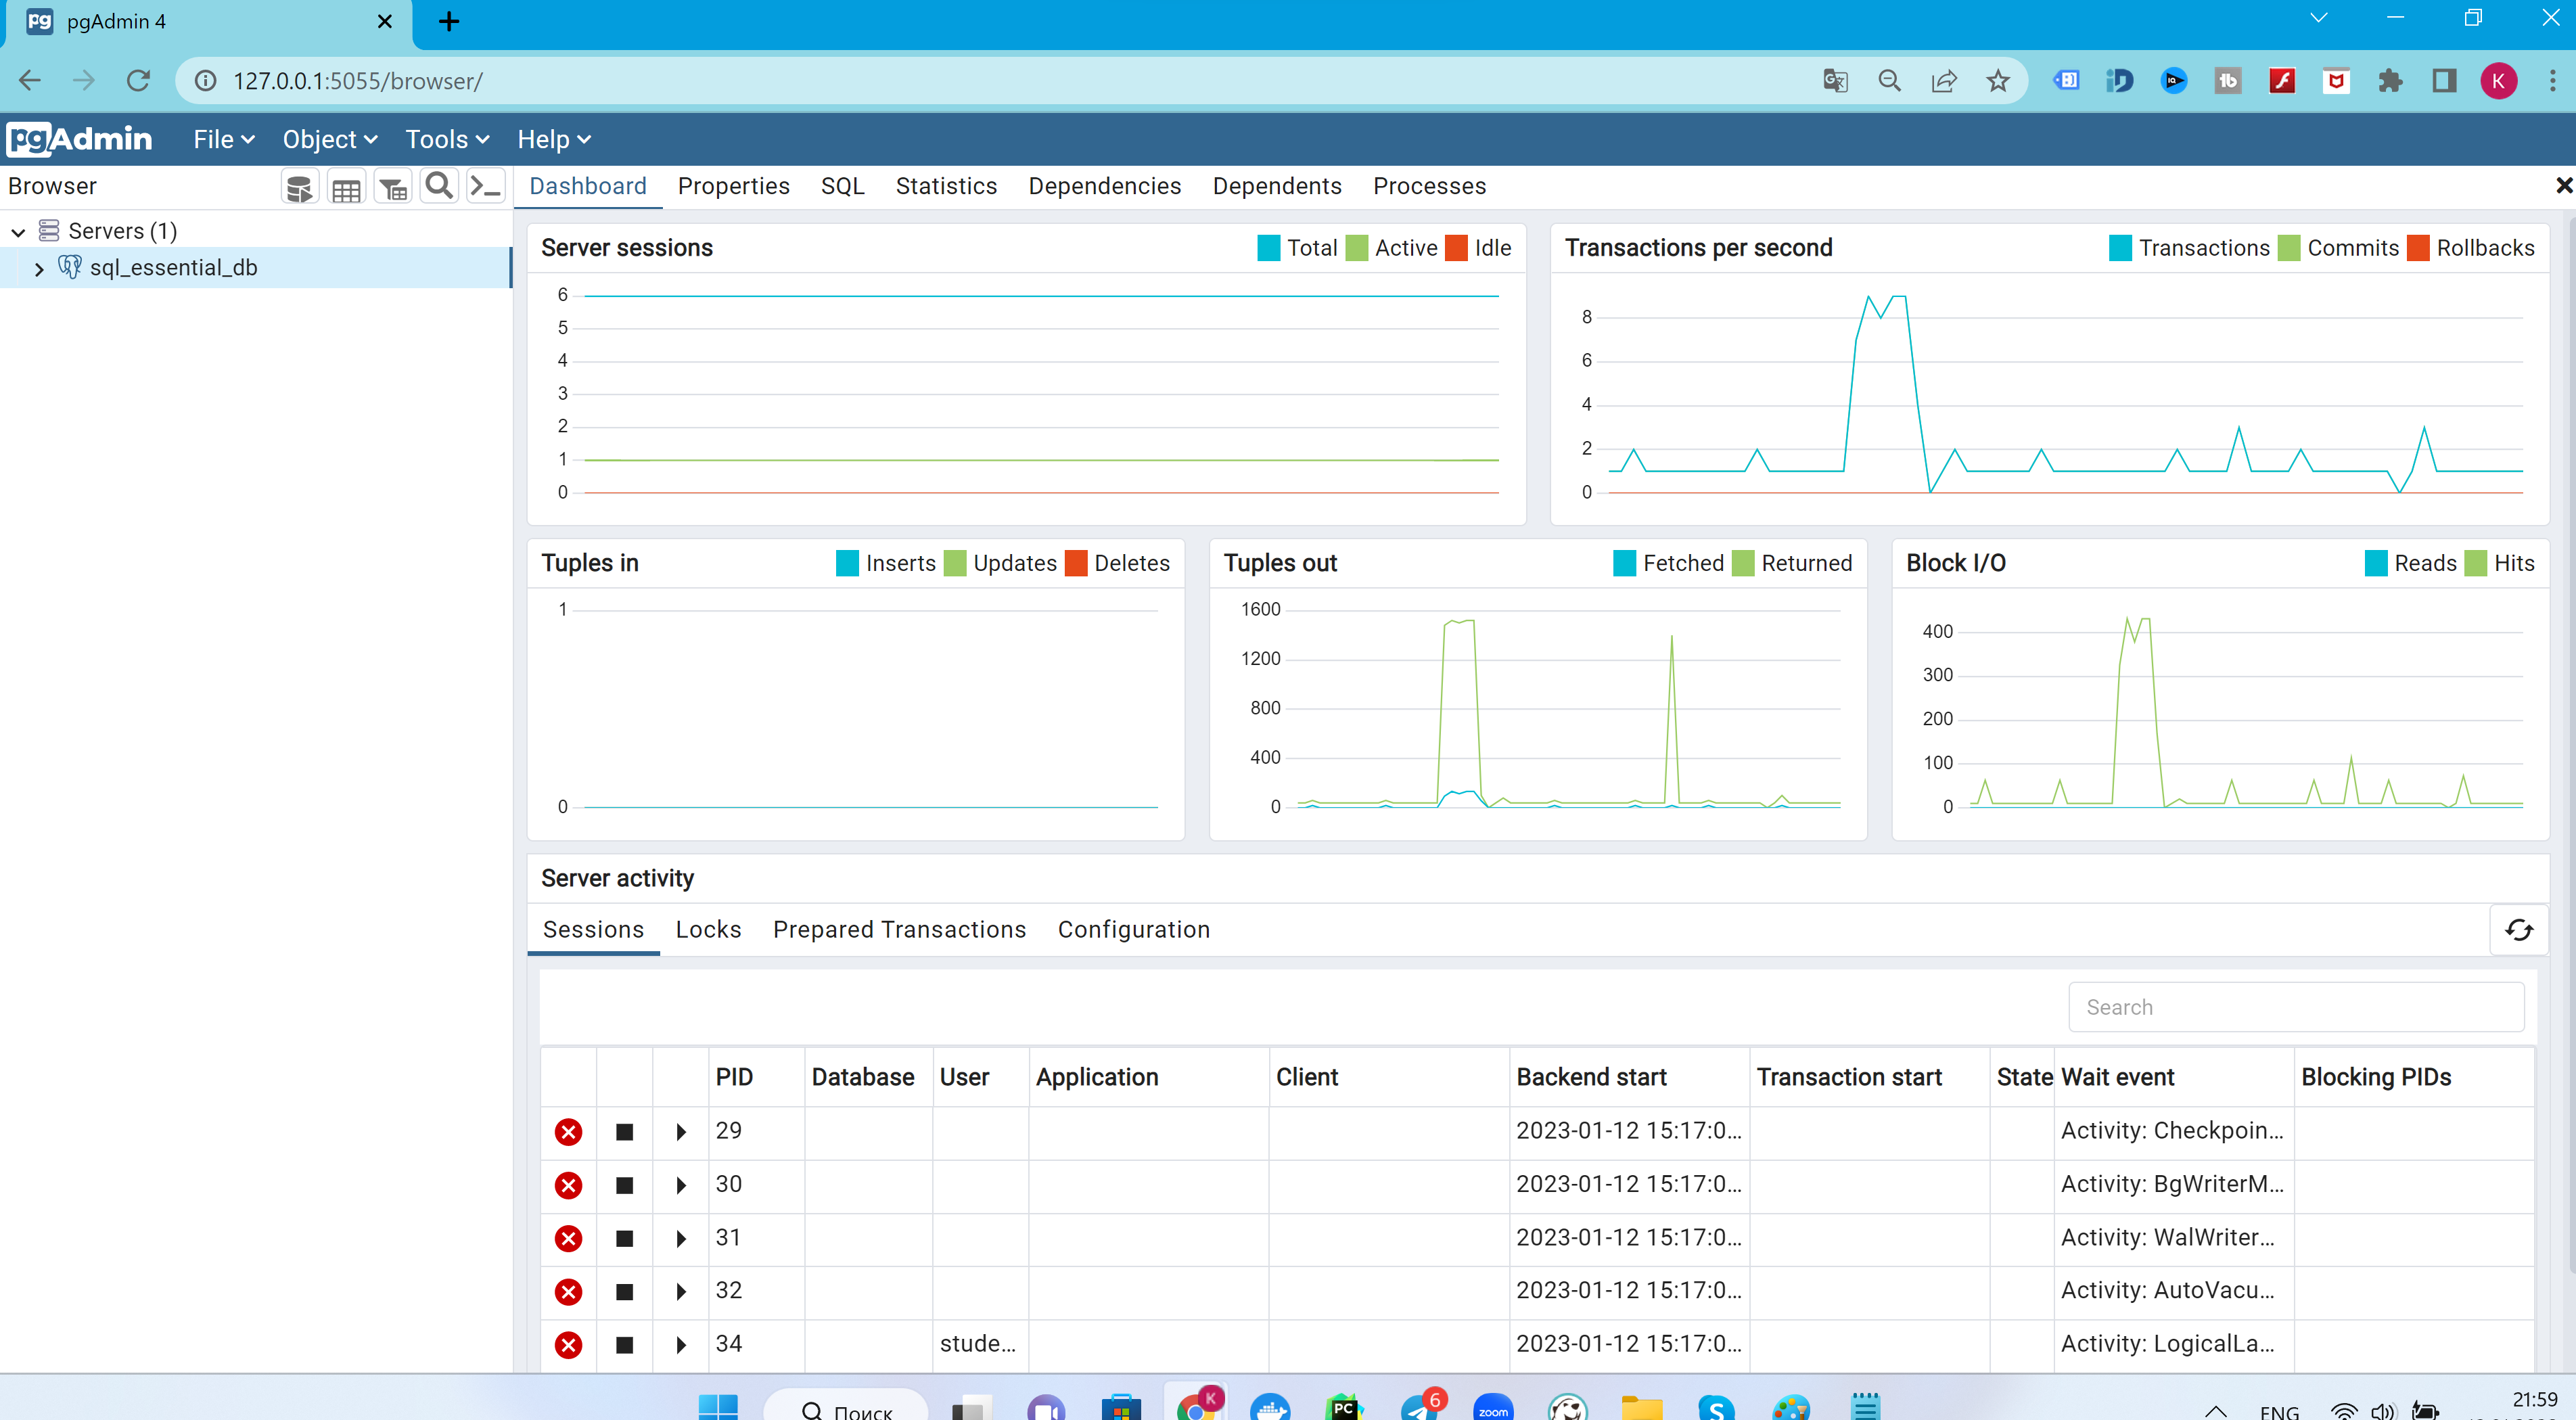 pgAdmin 4
127.0.0.1:5055/browser/
pgAdmin File Object Tools Help
Browser
Dashboard Properties SQL Statistics Dependencies Dependents Processes
Servers (1)
sql_essential_db
Server sessions Total Active Idle
6
5
4
3
2
1
0
Transactions per second Transactions Commits Rollbacks
8
6
4
2
0
Tuples in Inserts Updates Deletes
1
0
Tuples out Fetched Returned
1600
1200
800
400
0
Block I/O Reads Hits
400
300
200
100
0
Server activity
Sessions Locks Prepared Transactions Configuration
Search
PID Database User Application Client Backend start Transaction start State Wait event Blocking PIDs
29 2023-01-12 15:17:0... Activity: Checkpoin...
30 2023-01-12 15:17:0... Activity: BgWriterM...
31 2023-01-12 15:17:0... Activity: WalWriter...
32 2023-01-12 15:17:0... Activity: AutoVacu...
34 stude... 2023-01-12 15:17:0... Activity: LogicalLa...
Поиск K PC 6 zoom ENG 21:59